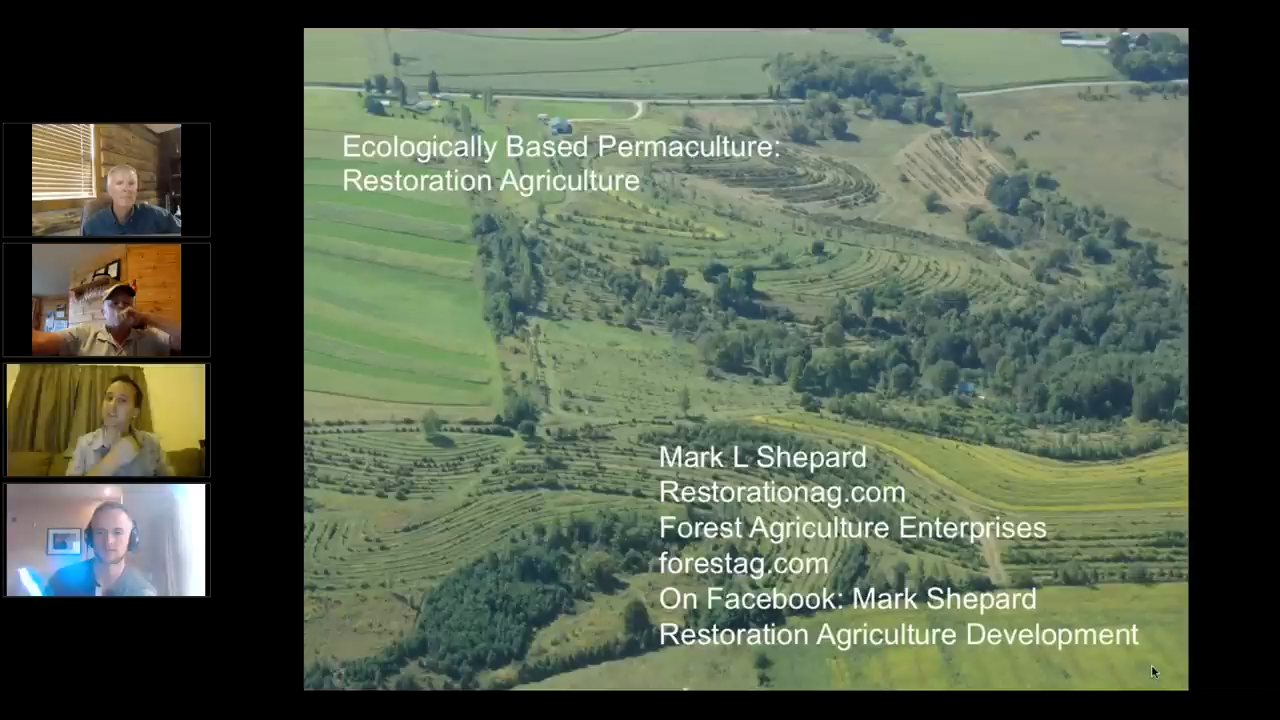 Ecologically Based Permaculture:
Restoration Agriculture
Mark L Shepard
Restorationag.com
Forest Agriculture Enterprises
forestag.com
On Facebook: Mark Shepard
Restoration Agriculture Development